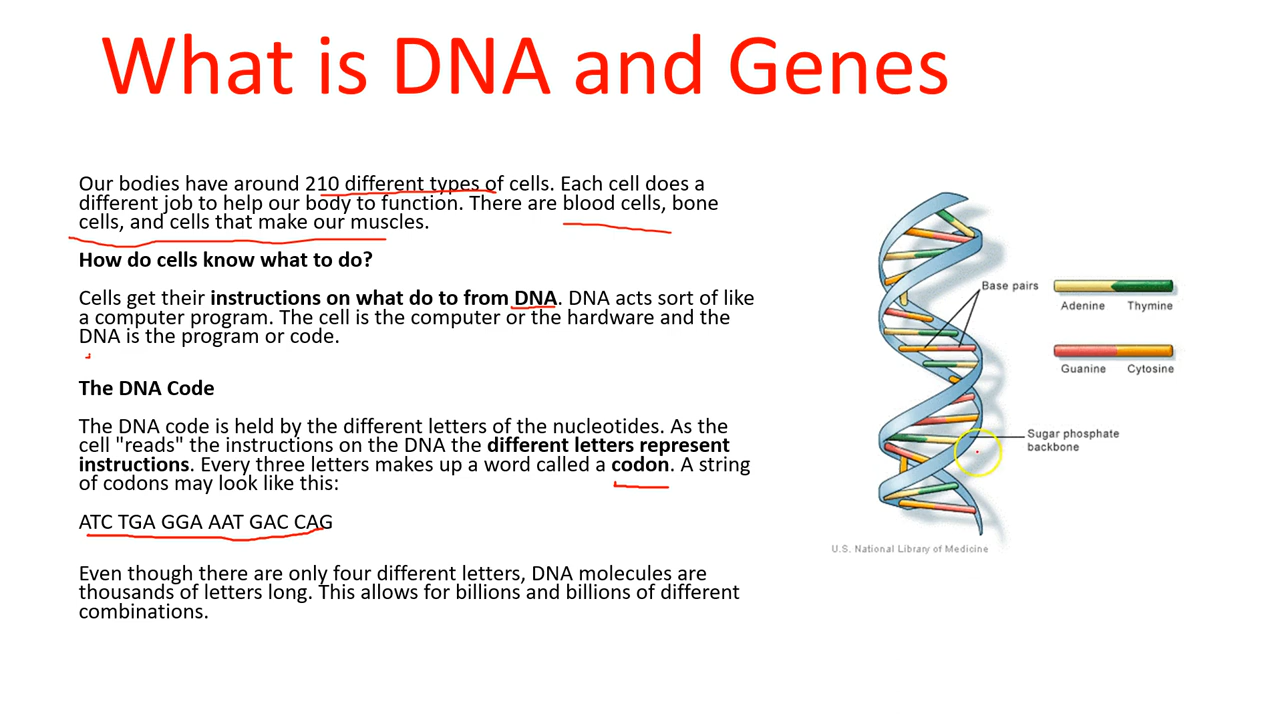 What is DNA and Genes
Our bodies have around 210 different types of cells. Each cell does a
different job to help our body to function. There are blood cells, bone
cells, and cells that make our muscles.
How do cells know what to do?
Cells get their instructions on what do to from DNA. DNA acts sort of like
a computer program. The cell is the computer or the hardware and the
DNA is the program or code.
The DNA Code
The DNA code is held by the different letters of the nucleotides. As the
cell "reads" the instructions on the DNA the different letters represent
instructions. Every three letters makes up a word called a codon. A string
of codons may look like this:
ATC TGA GGA AAT GAC CAG
Even though there are only four different letters, DNA molecules are
thousands of letters long. This allows for billions and billions of different
combinations.
Base pairs
Adenine Thymine
Guanine Cytosine
Sugar phosphate
backbone
U.S. National Library of Medicine